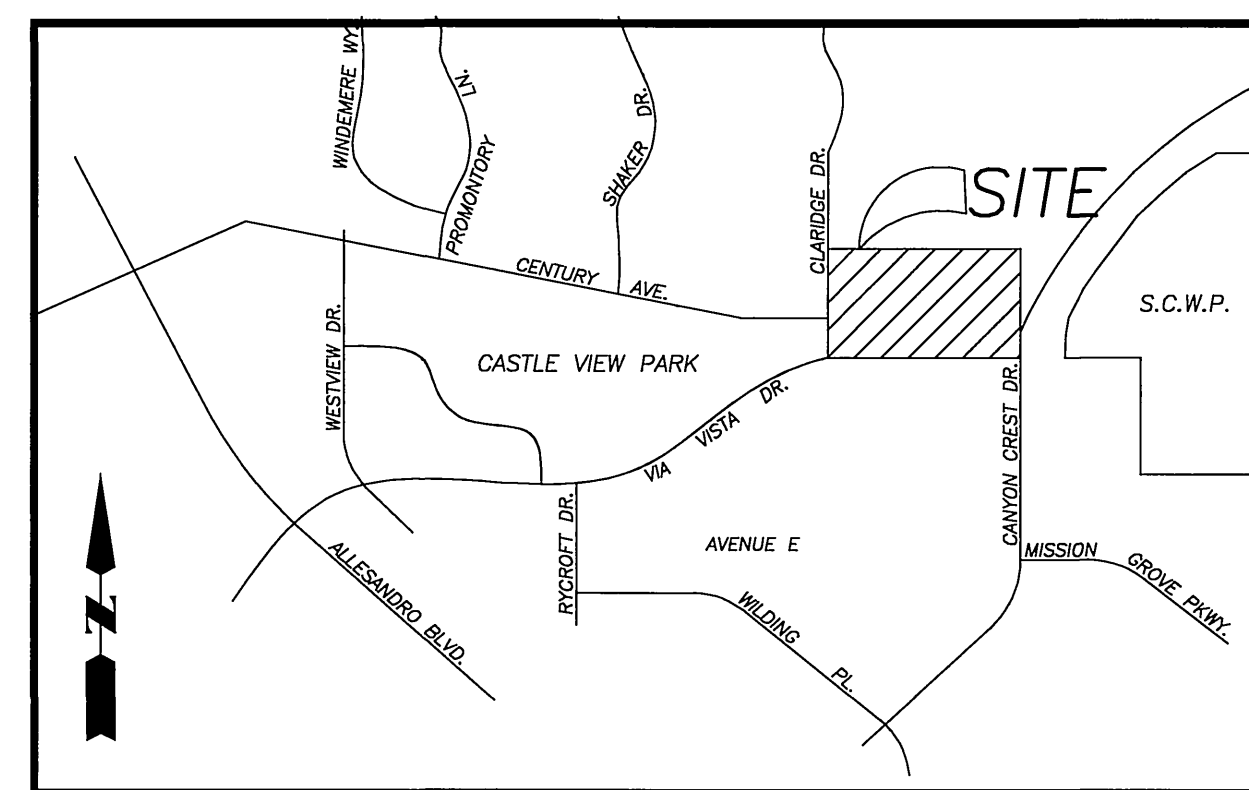 WINDEMERE WY.
PROMONTORY LN.
SHAKER DR.
CLARIDGE DR.
SITE
S.C.W.P.
CENTURY AVE.
WESTVIEW DR.
CASTLE VIEW PARK
VIA VISTA DR.
CANYON CREST DR.
RYCROFT DR.
AVENUE E
MISSION GROVE PKWY.
ALLESANDRO BLVD.
WILDING PL.
N